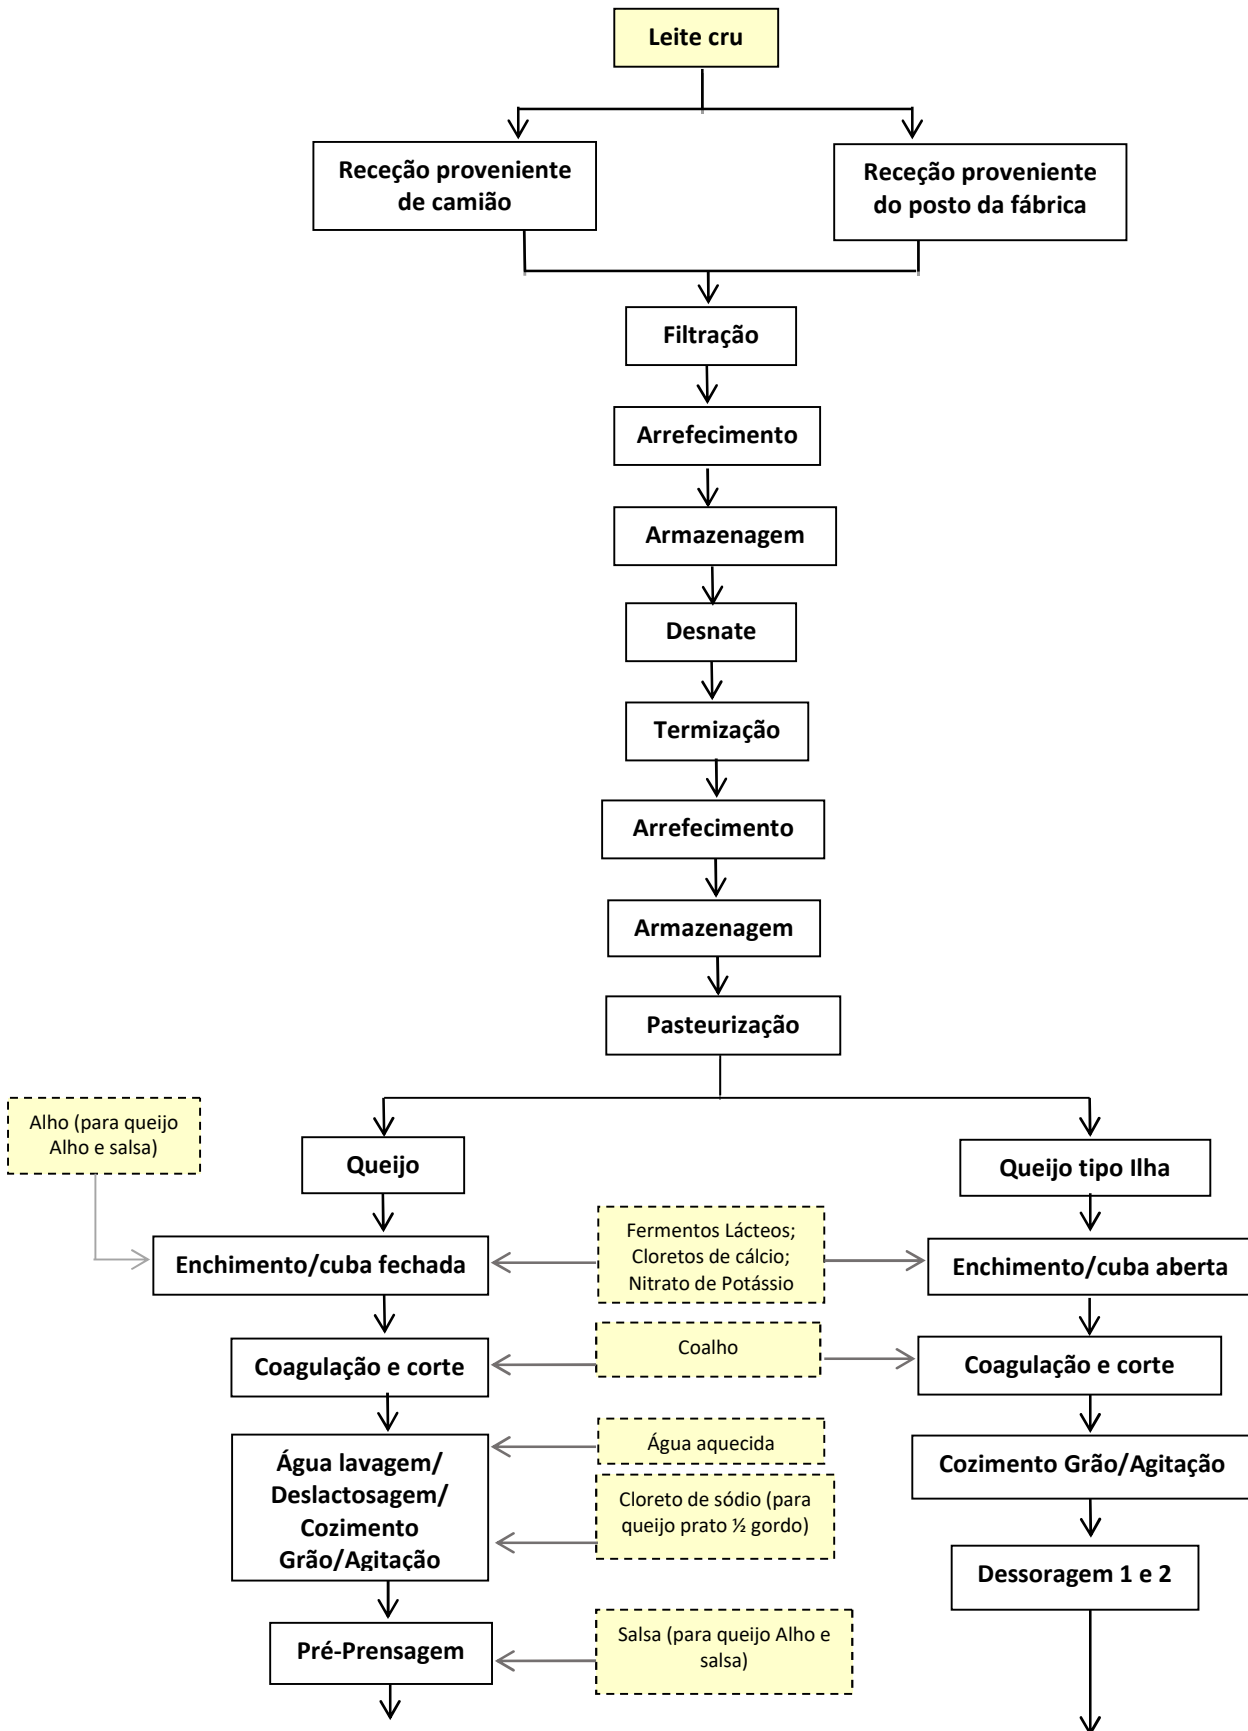 Leite cru
Receção proveniente
de camião
Receção proveniente
do posto da fábrica
Filtração
Arrefecimento
Armazenagem
Desnate
Termização
Arrefecimento
Armazenagem
Pasteurização
Alho (para queijo
Alho e salsa)
Queijo
Queijo tipo Ilha
Enchimento/cuba fechada
Fermentos Lácteos;
Cloretos de cálcio;
Nitrato de Potássio
Enchimento/cuba aberta
Coagulação e corte
Coalho
Coagulação e corte
Água lavagem/
Deslactosagem/
Cozimento
Grão/Agitação
Água aquecida
Cloreto de sódio (para
queijo prato ½ gordo)
Cozimento Grão/Agitação
Dessoragem 1 e 2
Pré-Prensagem
Salsa (para queijo Alho e
salsa)